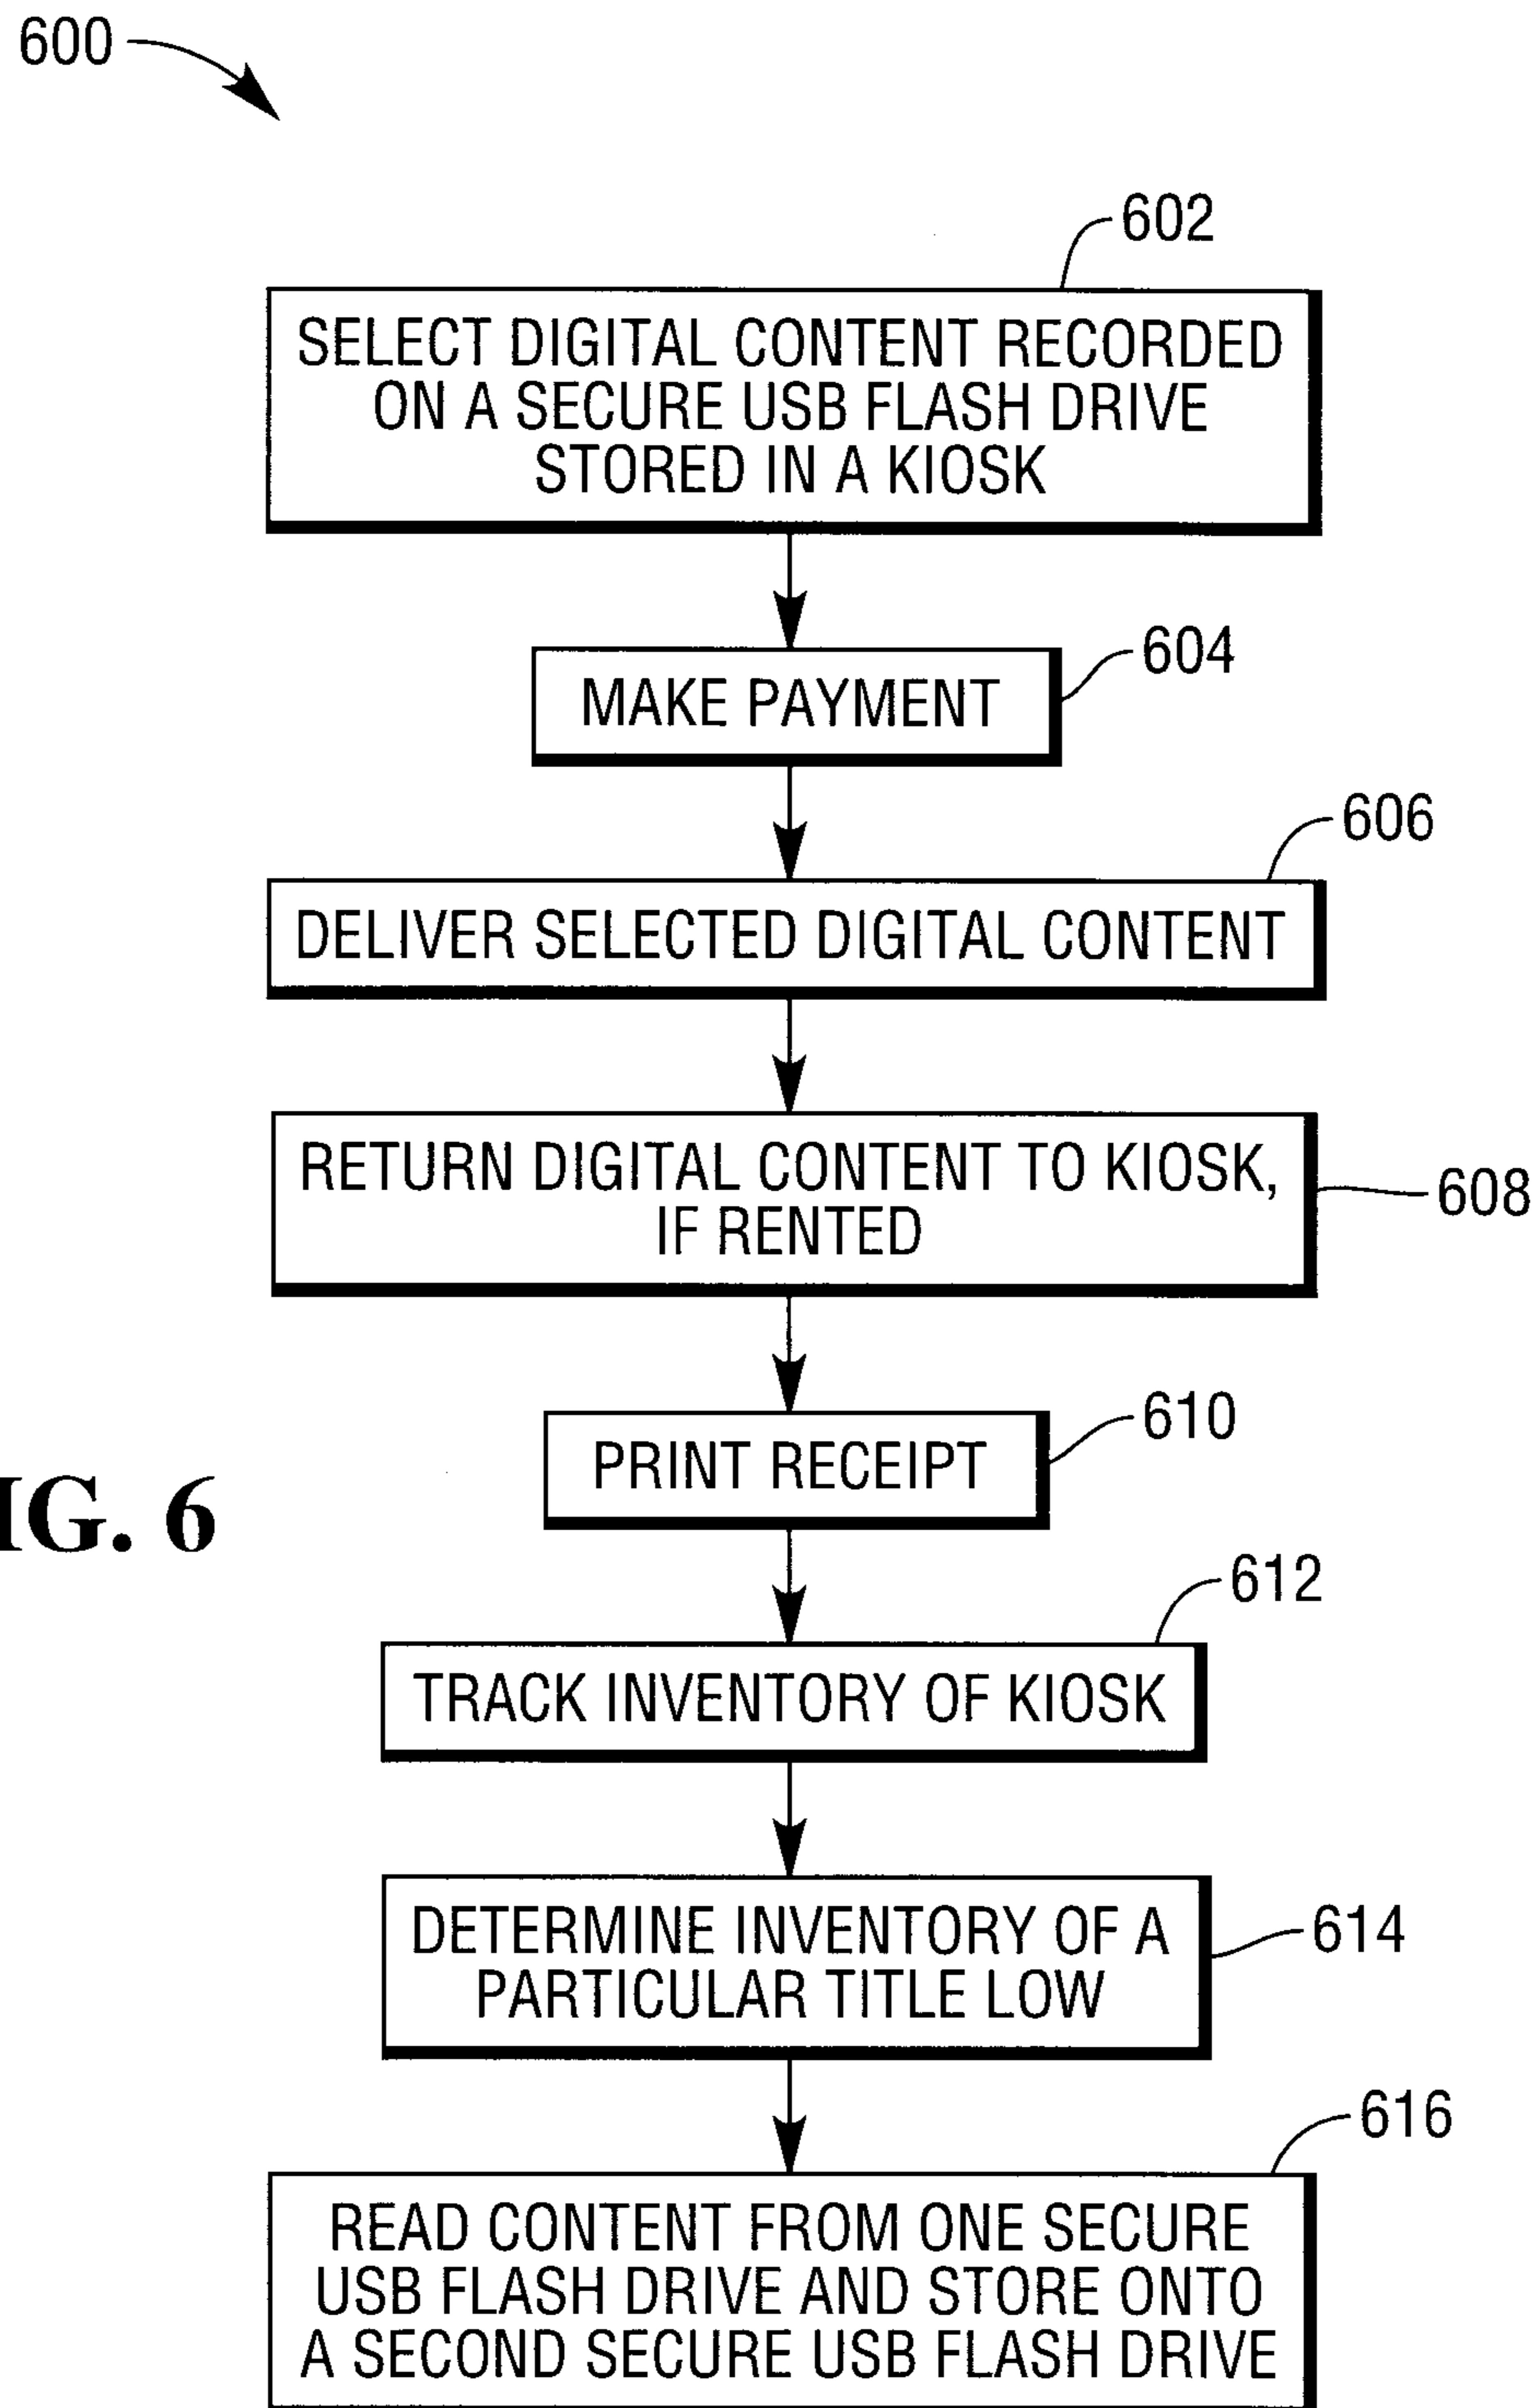 600
602
SELECT DIGITAL CONTENT RECORDED
ON A SECURE USB FLASH DRIVE
STORED IN A KIOSK
604
MAKE PAYMENT
606
DELIVER SELECTED DIGITAL CONTENT
RETURN DIGITAL CONTENT TO KIOSK,
IF RENTED
608
610
PRINT RECEIPT
IG. 6
612
TRACK INVENTORY OF KIOSK
DETERMINE INVENTORY OF A
PARTICULAR TITLE LOW
614
616
READ CONTENT FROM ONE SECURE
USB FLASH DRIVE AND STORE ONTO
A SECOND SECURE USB FLASH DRIVE